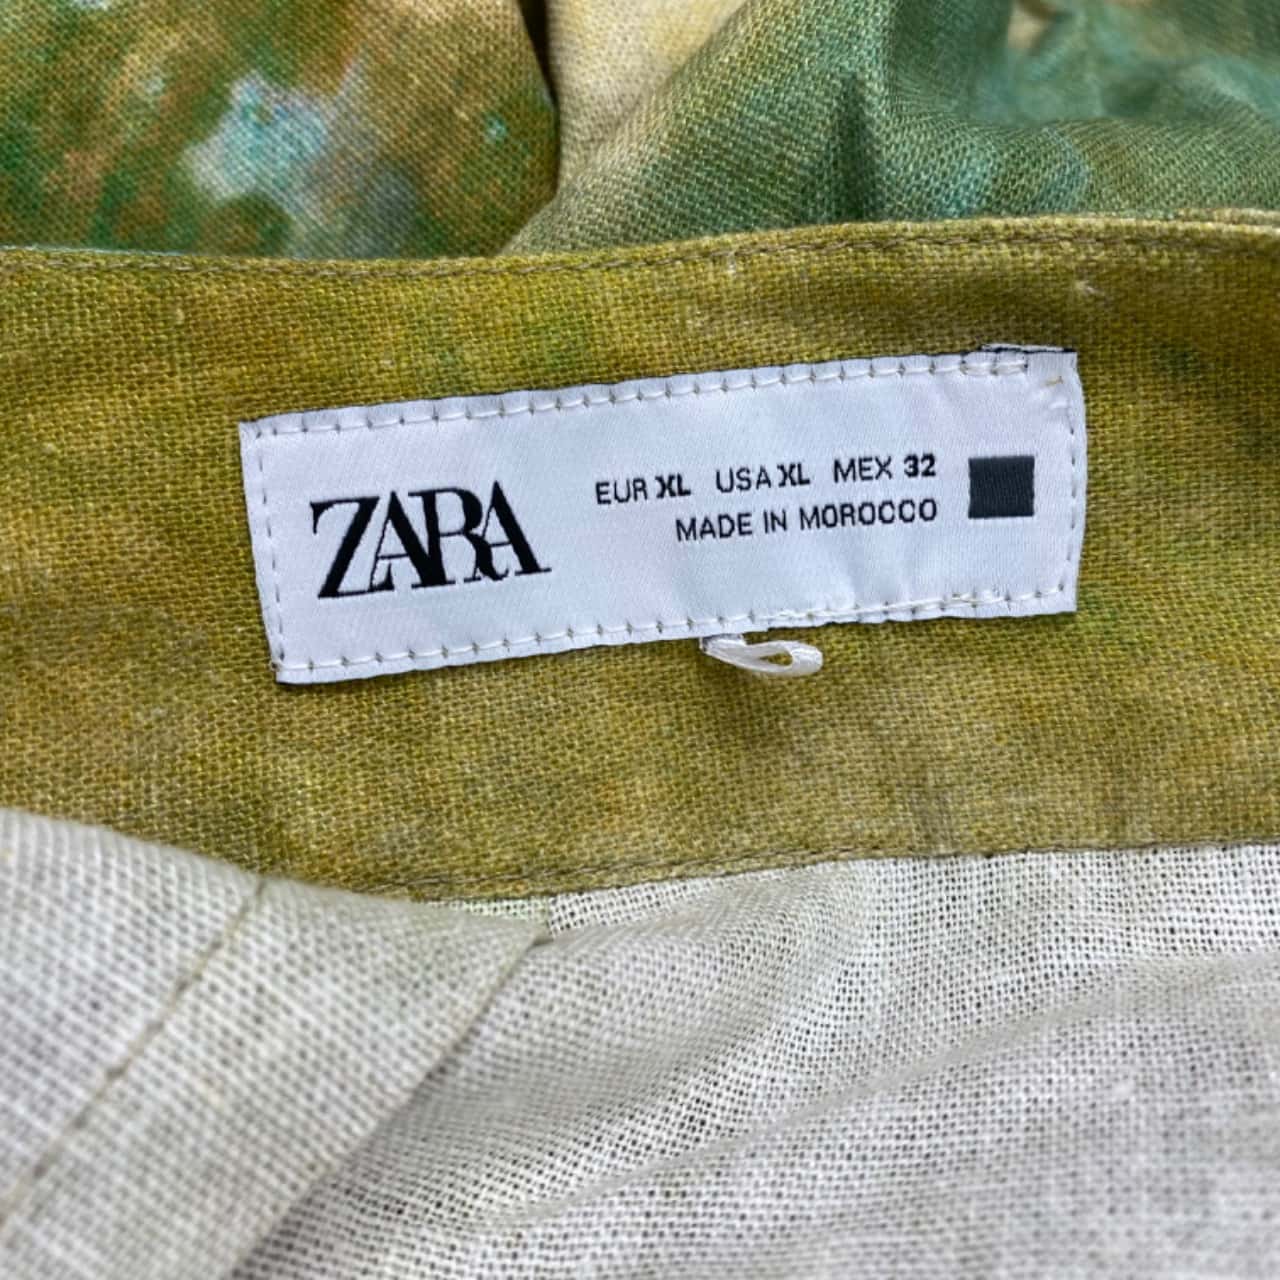 ZARA
EUR XL USA XL MEX 32
MADE IN MOROCCO